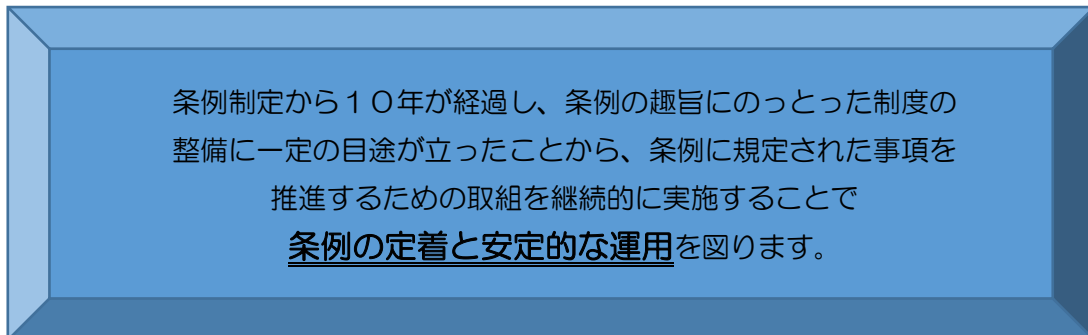 条例制定から１０年が経過し、条例の趣旨にのっとった制度の
整備に一定の目途が立ったことから、条例に規定された事項を
推進するための取組を継続的に実施することで
条例の定着と安定的な運用を図ります。